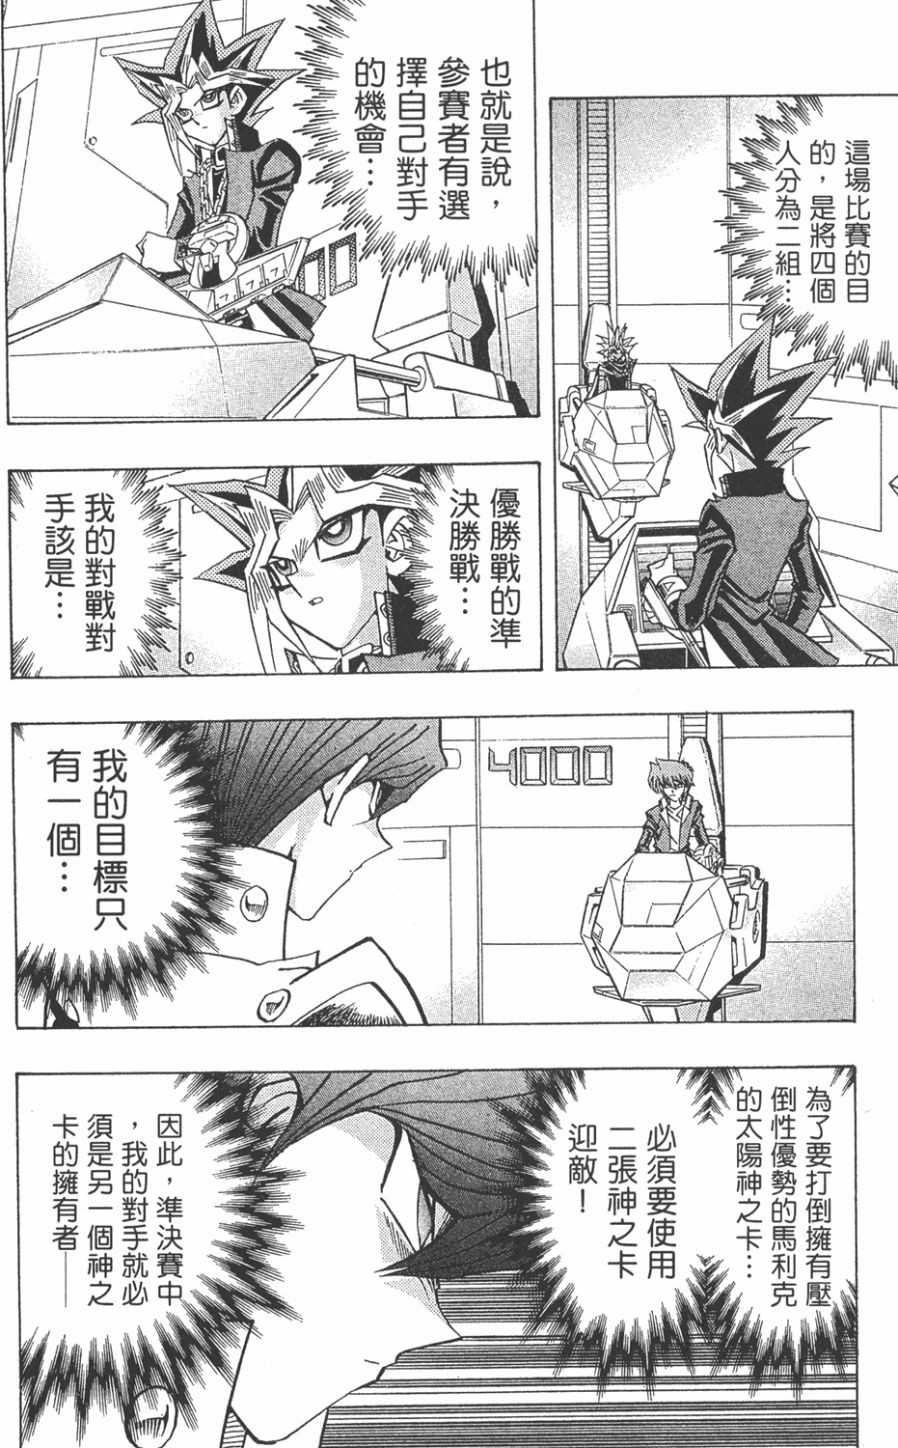 這場比賽的目
的，是將四個
人分為二組…
也就是說，
參賽者有選
擇自己對手
的機會…
7 7 7
優勝戰的準
決勝戰…
我的對戰對
手該是…
4000
我的目標只
有一個…
為了要打倒擁有壓
倒性優勢的馬利克
的太陽神之卡…
必須要使用
二張神之卡
迎敵！
因此，準決賽中
，我的對手就必
須是另一個神之
卡的擁有者——